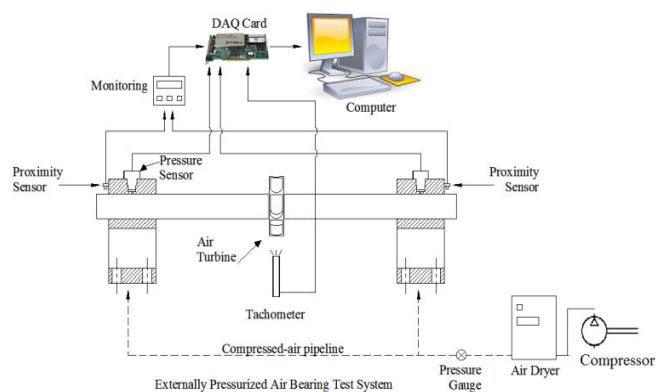 DAQ Card
Monitoring
Computer
Proximity
Sensor
Pressure
Sensor
Proximity
Sensor
Air
Turbine
Tachometer
Compressed-air pipeline
Pressure
Gauge
Air Dryer
Compressor
Externally Pressurized Air Bearing Test System